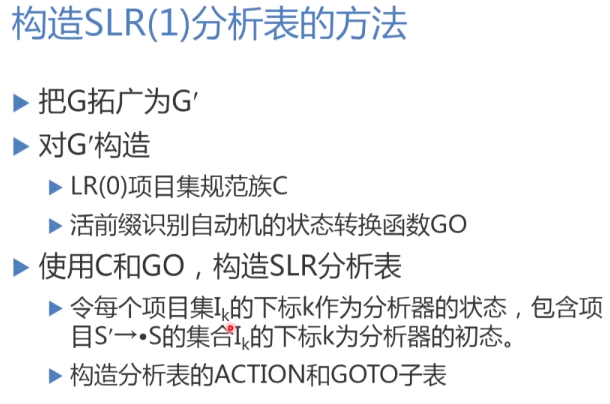 构造SLR(1)分析表的方法
把G拓广为G′
对G′构造
LR(0)项目集规范族C
活前缀识别自动机的状态转换函数GO
使用C和GO，构造SLR分析表
令每个项目集Ik的下标k作为分析器的状态，包含项
目S′→•S的集合Ik的下标k为分析器的初态。
构造分析表的ACTION和GOTO子表